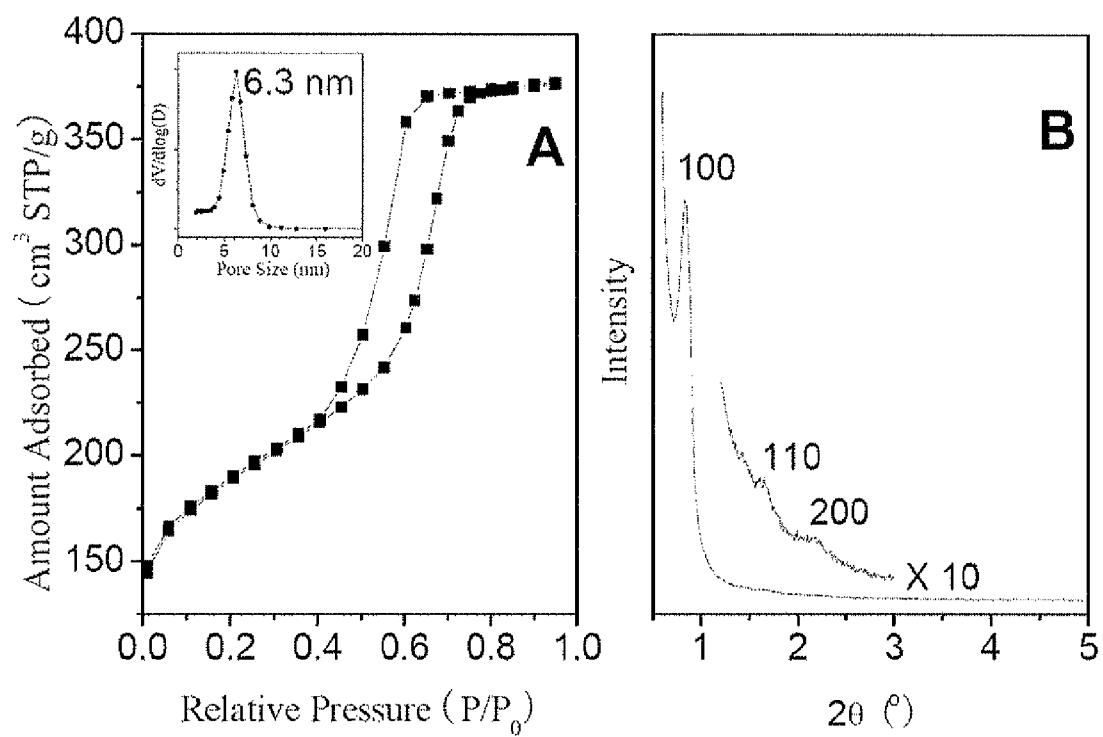 400
350
300
250
200
150
Amount Adsorbed (cm³ STP/g)
0.0 0.2 0.4 0.6 0.8 1.0
Relative Pressure (P/P₀)
A
6.3 nm
dV/dlog(D)
0 5 10 15 20
Pore Size (nm)
B
Intensity
100
110
200
X 10
1 2 3 4 5
2θ (°)